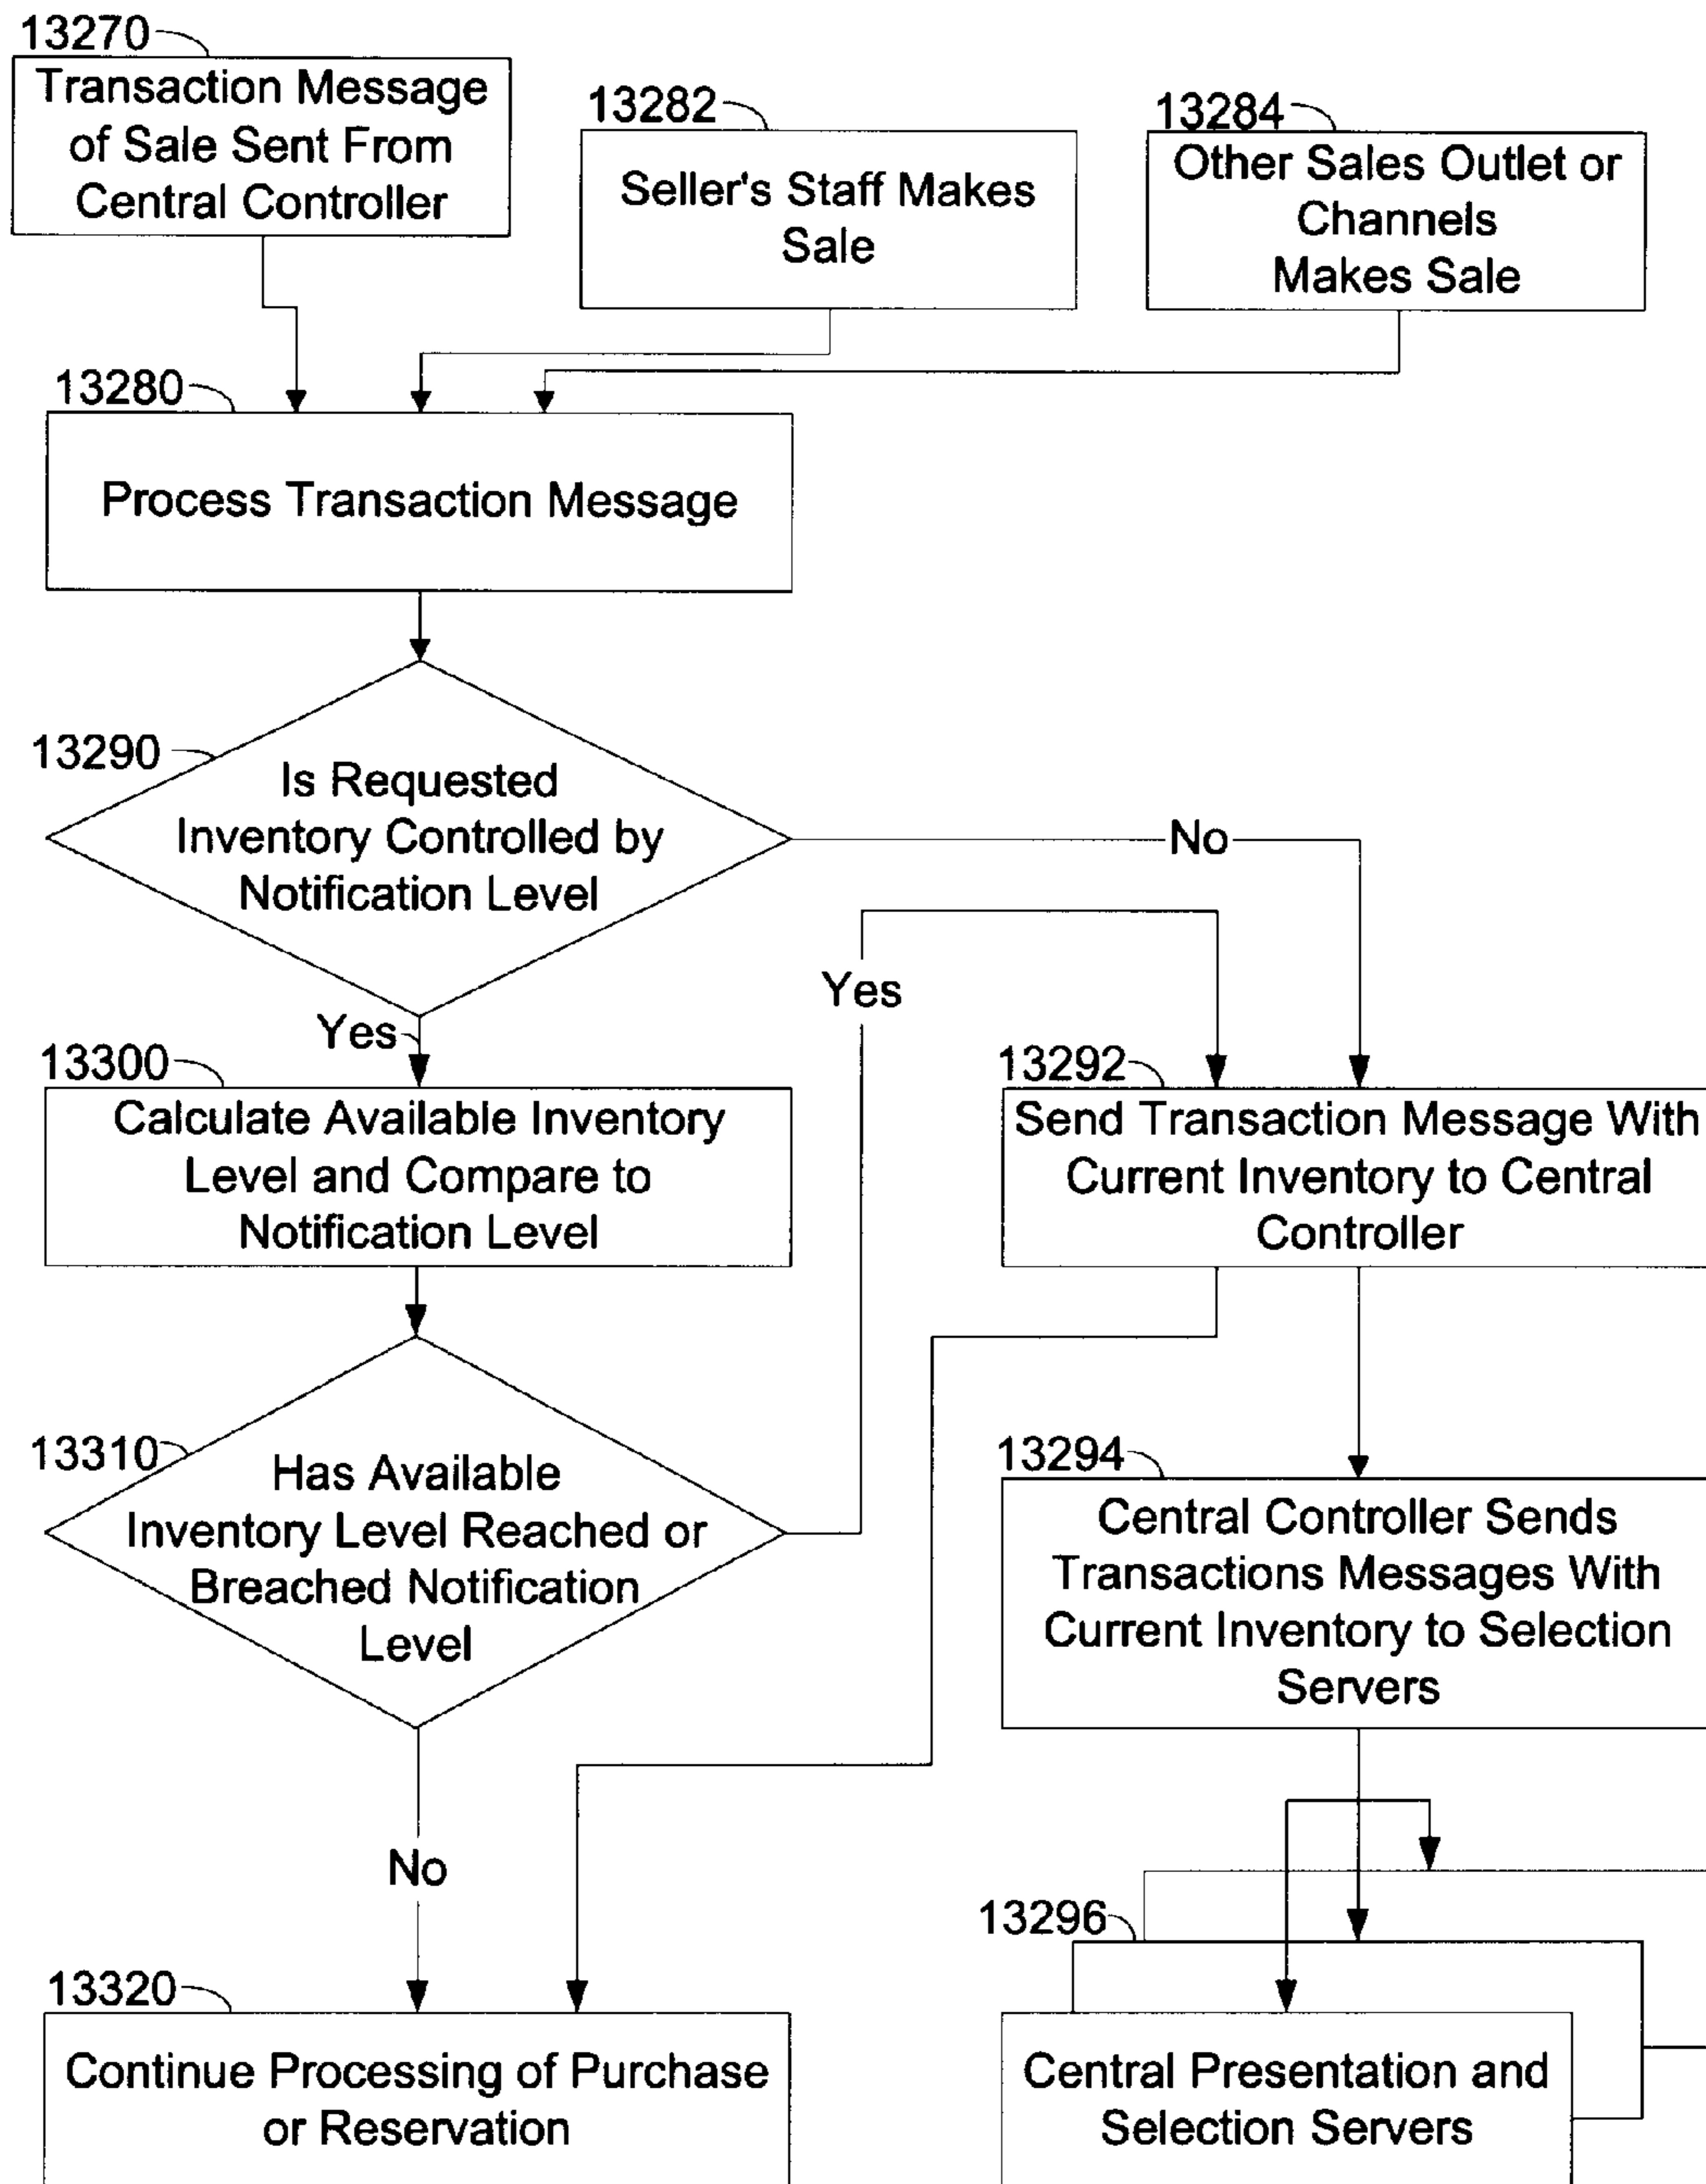 13270
Transaction Message
of Sale Sent From
Central Controller
13282
Seller's Staff Makes
Sale
13284
Other Sales Outlet or
Channels
Makes Sale
13280
Process Transaction Message
13290
Is Requested
Inventory Controlled by
Notification Level
No
Yes
Yes
13300
Calculate Available Inventory
Level and Compare to
Notification Level
13292
Send Transaction Message With
Current Inventory to Central
Controller
13310
Has Available
Inventory Level Reached or
Breached Notification
Level
13294
Central Controller Sends
Transactions Messages With
Current Inventory to Selection
Servers
No
13296
13320
Continue Processing of Purchase
or Reservation
Central Presentation and
Selection Servers